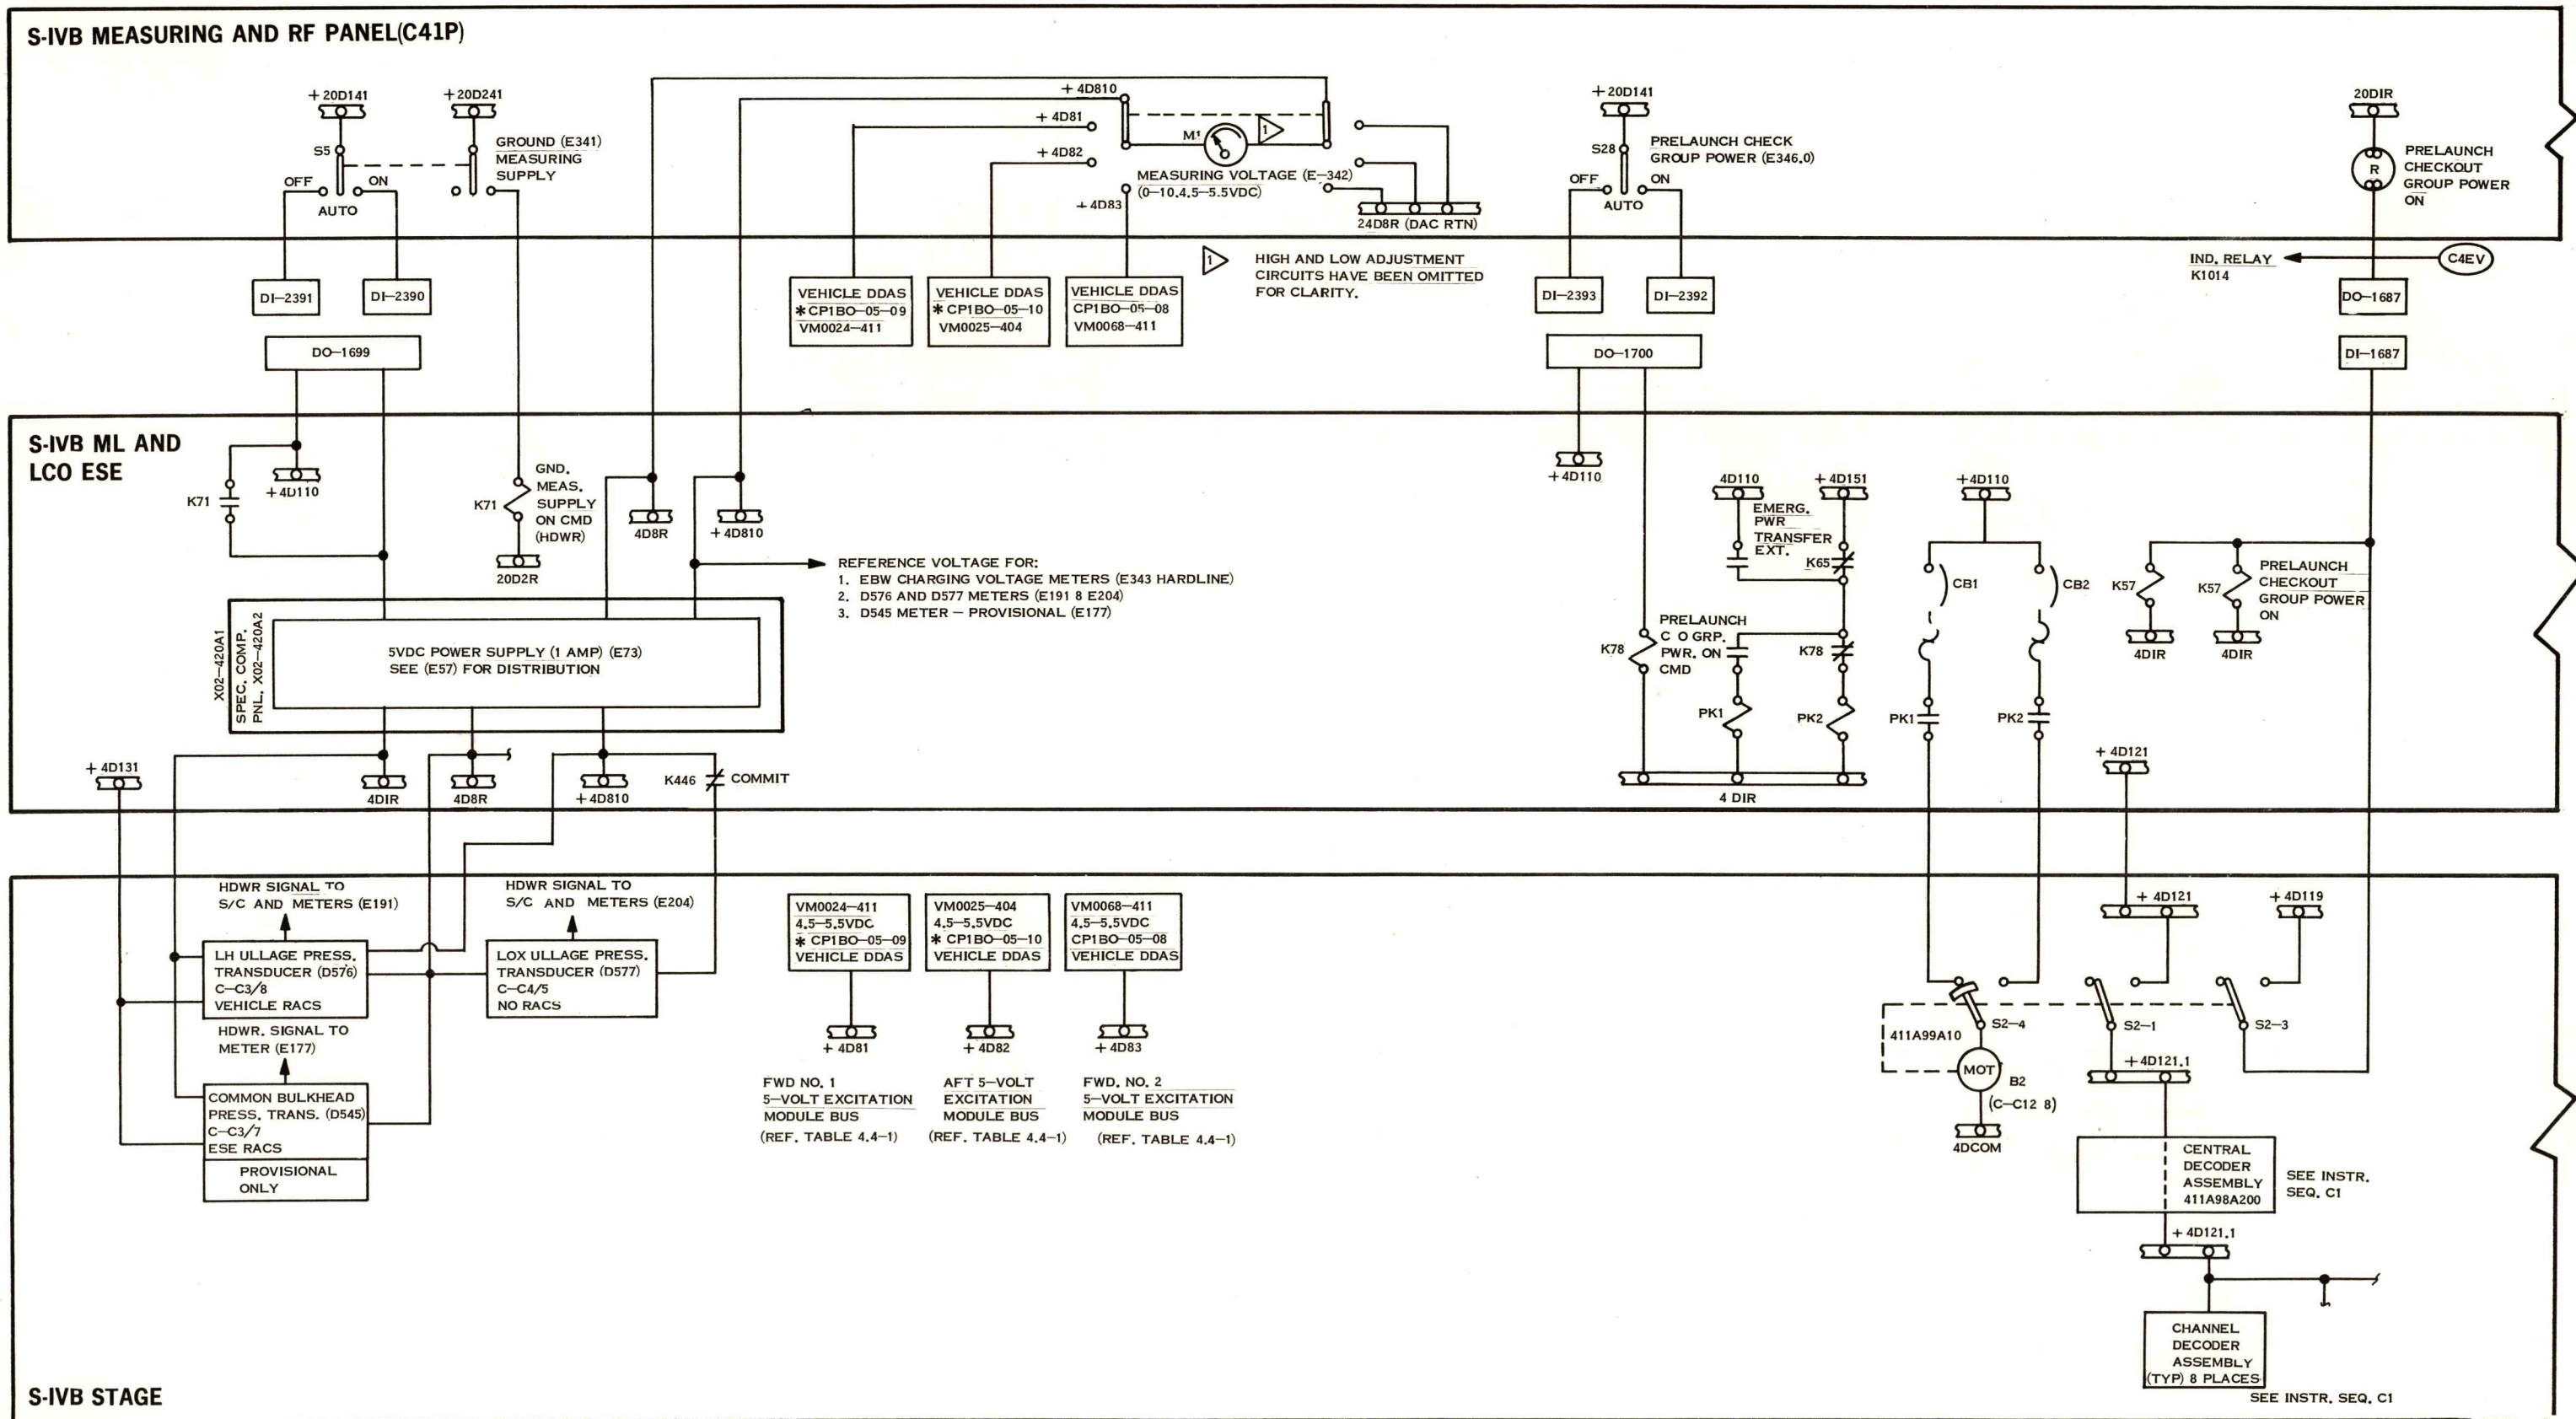 S-IVB MEASURING AND RF PANEL(C41P)
+ 20D141
+ 20D241
S5
OFF
ON
AUTO
GROUND (E341)
MEASURING
SUPPLY
+ 4D810
+ 4D81
+ 4D82
+ 4D83
M1
1
MEASURING VOLTAGE (E-342)
(0-10.4.5-5.5VDC)
24D8R (DAC RTN)
+ 20D141
S28
PRELAUNCH CHECK
GROUP POWER (E346.0)
OFF
ON
AUTO
20DIR
R
PRELAUNCH
CHECKOUT
GROUP POWER
ON
DI-2391
DI-2390
DO-1699
VEHICLE DDAS
*CP1BO-05-09
VM0024-411
VEHICLE DDAS
*CP1BO-05-10
VM0025-404
VEHICLE DDAS
CP1BO-05-08
VM0068-411
1
HIGH AND LOW ADJUSTMENT
CIRCUITS HAVE BEEN OMITTED
FOR CLARITY.
DI-2393
DI-2392
DO-1700
IND. RELAY
K1014
C4EV
DO-1687
DI-1687
S-IVB ML AND
LCO ESE
K71
+ 4D110
K71
GND.
MEAS.
SUPPLY
ON CMD
(HDWR)
20D2R
4D8R
+ 4D810
REFERENCE VOLTAGE FOR:
1. EBW CHARGING VOLTAGE METERS (E343 HARDLINE)
2. D576 AND D577 METERS (E191 8 E204)
3. D545 METER - PROVISIONAL (E177)
X02-420A1
SPEC. COMP.
PNL. X02-420A2
5VDC POWER SUPPLY (1 AMP) (E73)
SEE (E57) FOR DISTRIBUTION
+ 4D131
4DIR
4D8R
+ 4D810
K446
COMMIT
+ 4D110
4D110
+ 4D151
EMERG.
PWR
TRANSFER
EXT.
K65
K78
PRELAUNCH
C O GRP.
PWR. ON
CMD
K78
PK1
PK2
4 DIR
+4D110
CB1
CB2
PK1
PK2
K57
K57
PRELAUNCH
CHECKOUT
GROUP POWER
ON
4DIR
4DIR
+ 4D121
HDWR SIGNAL TO
S/C AND METERS (E191)
LH ULLAGE PRESS.
TRANSDUCER (D576)
C-C3/8
VEHICLE RACS
HDWR. SIGNAL TO
METER (E177)
COMMON BULKHEAD
PRESS. TRANS. (D545)
C-C3/7
ESE RACS
PROVISIONAL
ONLY
HDWR SIGNAL TO
S/C AND METERS (E204)
LOX ULLAGE PRESS.
TRANSDUCER (D577)
C-C4/5
NO RACS
VM0024-411
4.5-5.5VDC
* CP1BO-05-09
VEHICLE DDAS
+ 4D81
FWD NO. 1
5-VOLT EXCITATION
MODULE BUS
(REF. TABLE 4.4-1)
VM0025-404
4.5-5.5VDC
* CP1BO-05-10
VEHICLE DDAS
+ 4D82
AFT 5-VOLT
EXCITATION
MODULE BUS
(REF. TABLE 4.4-1)
VM0068-411
4.5-5.5VDC
CP1BO-05-08
VEHICLE DDAS
+ 4D83
FWD. NO. 2
5-VOLT EXCITATION
MODULE BUS
(REF. TABLE 4.4-1)
+ 4D121
+ 4D119
S2-4
S2-1
S2-3
411A99A10
MOT
B2
(C-C12 8)
4DCOM
+4D121.1
CENTRAL
DECODER
ASSEMBLY
411A98A200
SEE INSTR.
SEQ. C1
+ 4D121.1
CHANNEL
DECODER
ASSEMBLY
(TYP) 8 PLACES
SEE INSTR. SEQ. C1
S-IVB STAGE